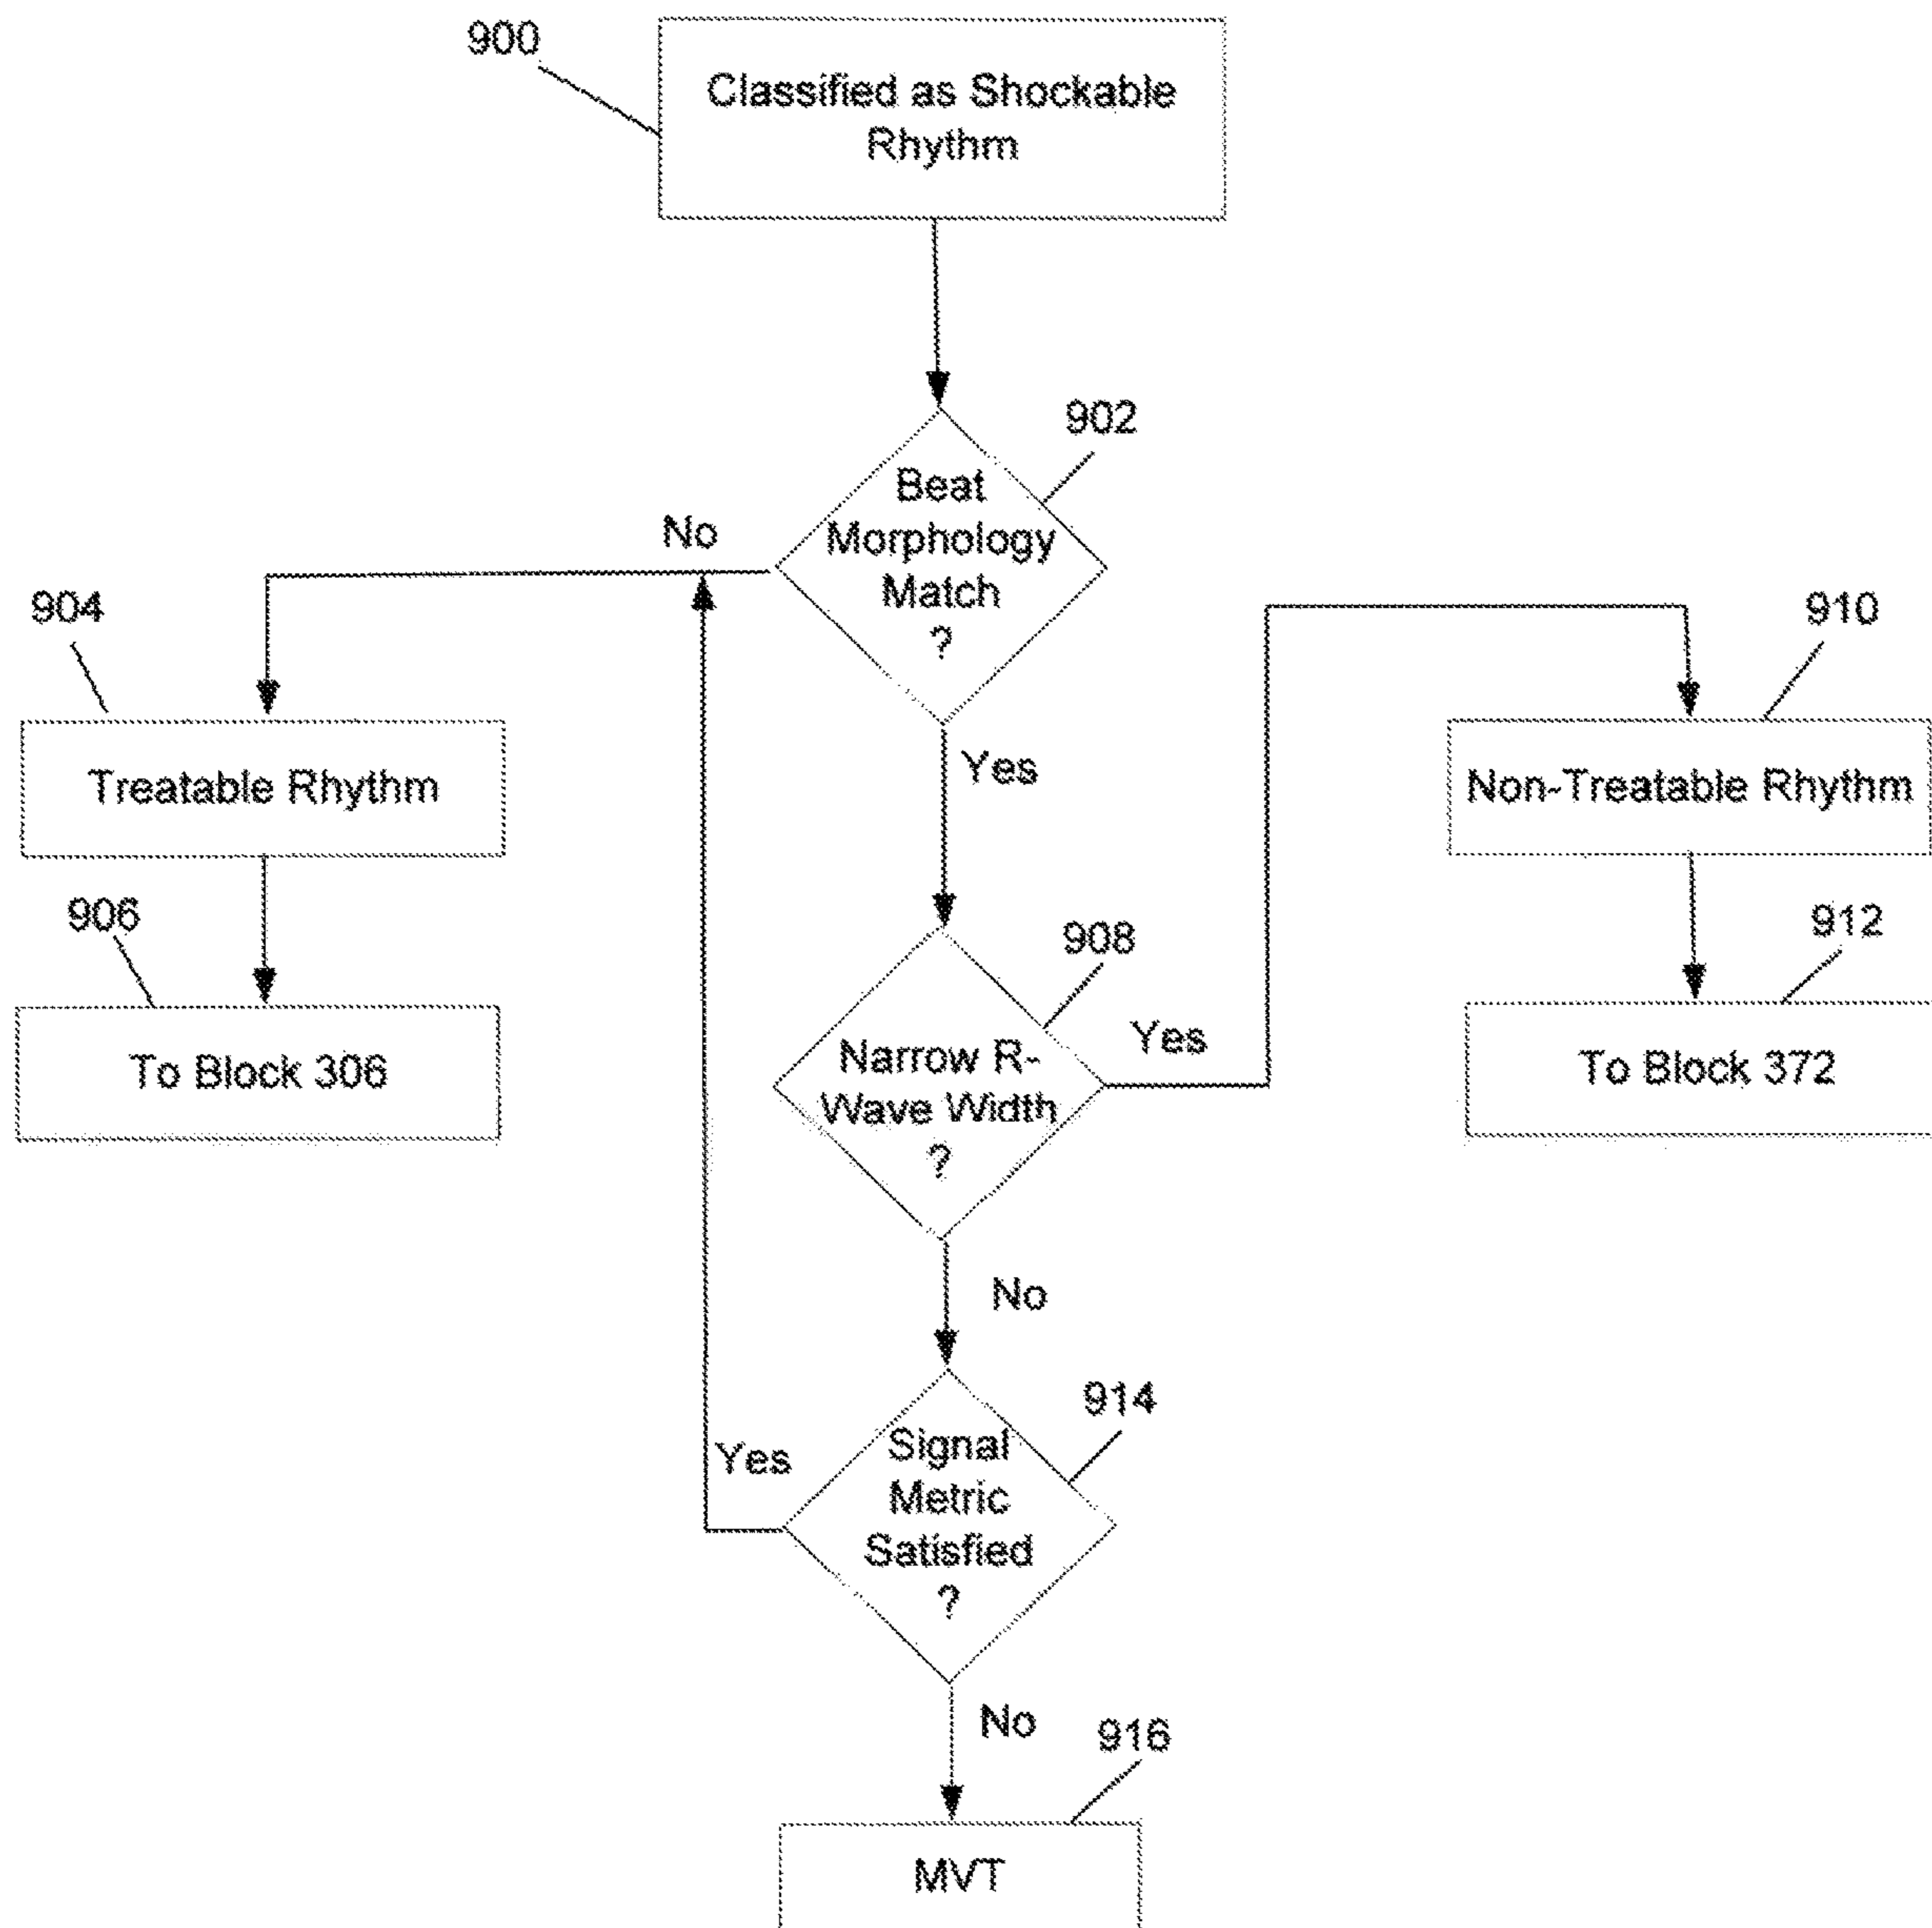 900
Classified as Shockable
Rhythm
902
Beat
Morphology
Match
?
No
Yes
904
Treatable Rhythm
906
To Block 306
910
Non-Treatable Rhythm
912
To Block 372
908
Narrow R-
Wave Width
?
Yes
No
914
Signal
Metric
Satisfied
?
Yes
No
916
MVT